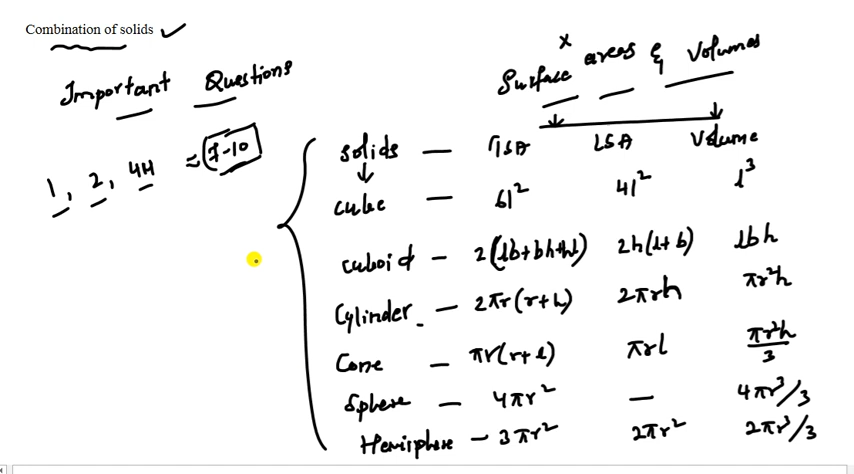 Combination of solids
Important Questions
1, 2, 4M ≈ 7-10
x
Surface areas & Volumes
solids — TSA LSA Volume
cube — 6l² 4l² l³
cuboid — 2(lb+bh+hl) 2h(l+b) lbh
Cylinder — 2πr(r+h) 2πrh πr²h
Cone — πr(r+l) πrl πr²h/3
Sphere — 4πr² — 4πr³/3
Hemisphere — 3πr² 2πr² 2πr³/3